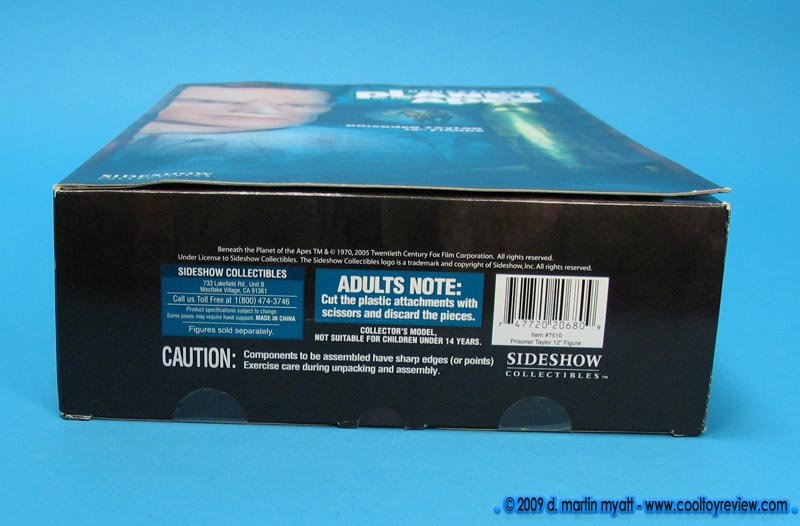 PLANET
APES
PRISONER TAYLOR
SIDESHOW
Beneath the Planet of the Apes TM & © 1970, 2005 Twentieth Century Fox Film Corporation. All rights reserved.
Under License to Sideshow Collectibles. The Sideshow Collectibles logo is a trademark and copyright of Sideshow, Inc. All rights reserved.
SIDESHOW COLLECTIBLES
733 Lakefield Rd., Unit B
Westlake Village, CA 91361
Call us Toll Free at 1(800) 474-3746
Product specifications subject to change.
Some poses may require hand support. MADE IN CHINA
Figures sold separately.
ADULTS NOTE:
Cut the plastic attachments with
scissors and discard the pieces.
COLLECTOR'S MODEL,
NOT SUITABLE FOR CHILDREN UNDER 14 YEARS.
7 47720 20680 9
Item #7510
Prisoner Taylor 12" Figure
CAUTION: Components to be assembled have sharp edges (or points)
Exercise care during unpacking and assembly.
SIDESHOW
COLLECTIBLES™
© 2009 d. martin myatt - www.cooltoyreview.com